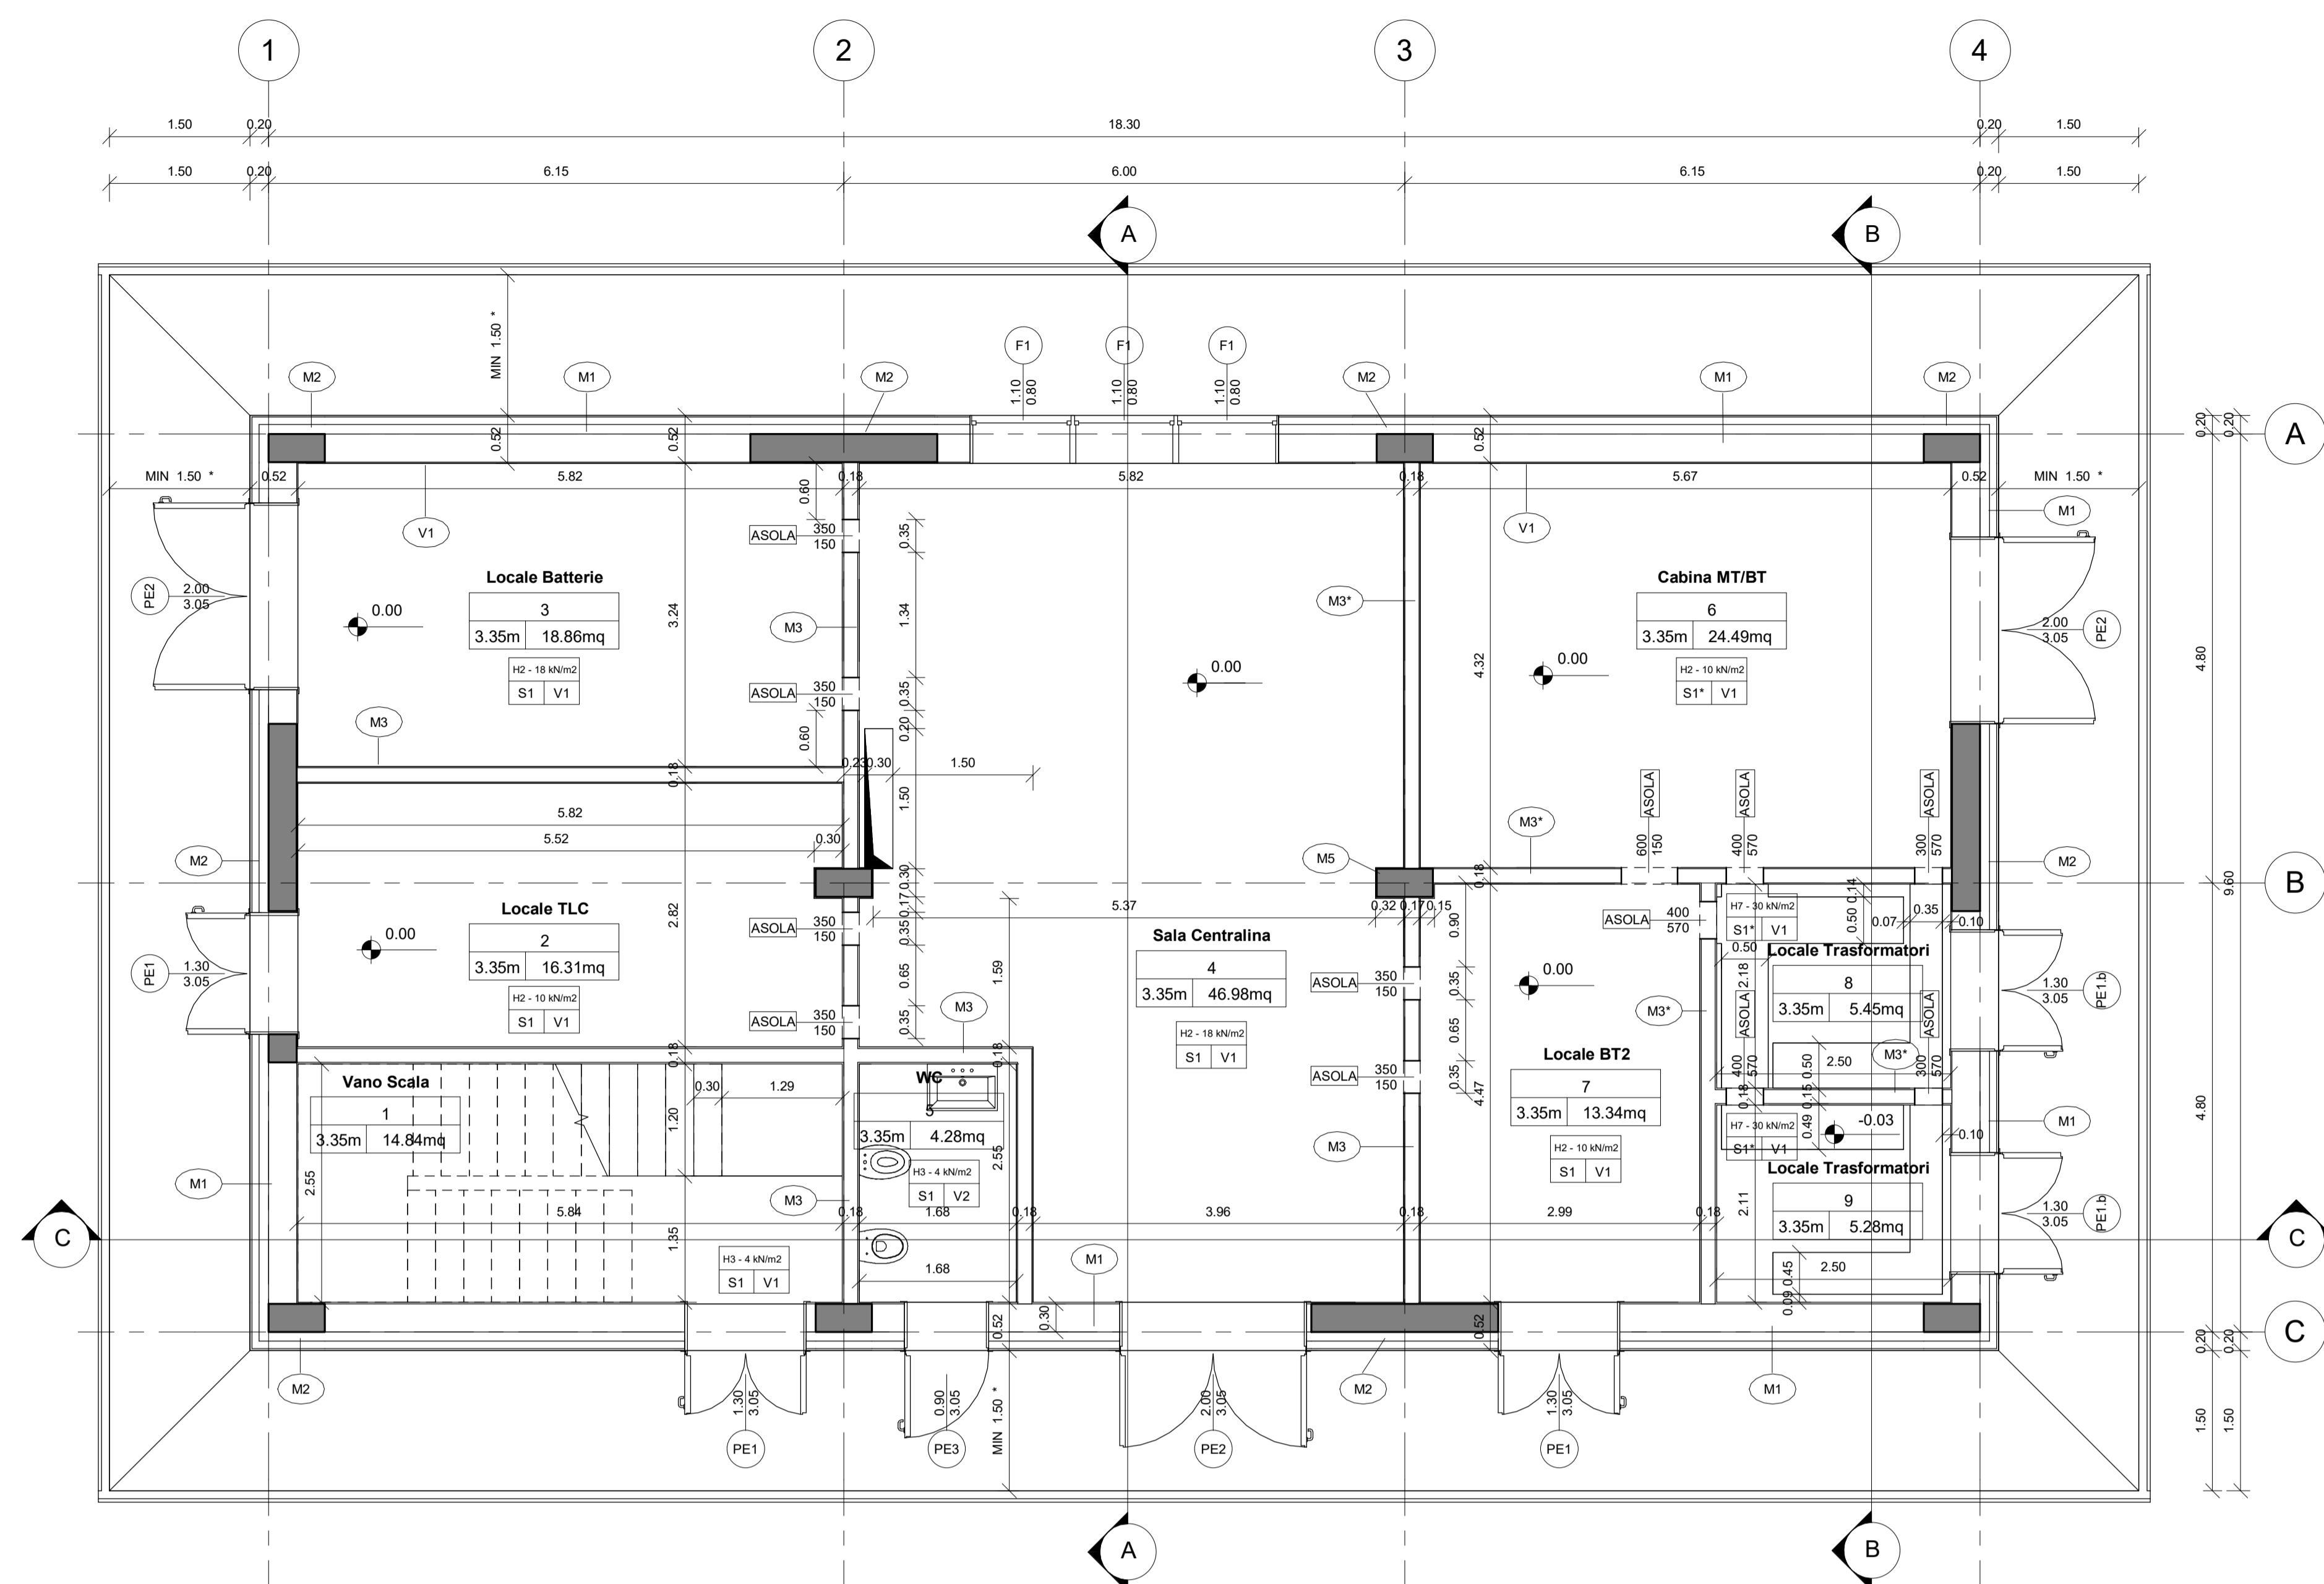 1 2 3 4
1.50 0.20 18.30 0.20 1.50
1.50 0.20 6.15 6.00 6.15 0.20 1.50
A B
F1 F1 F1
1.10 0.80 1.10 0.80 1.10 0.80
MIN 1.50 *
M2 M1 M2 M2 M1 M2
0.20 0.20
A
0.52 0.52 0.52
MIN 1.50 * 0.52 5.82 0.18 5.82 0.18 5.67 0.52 MIN 1.50 *
0.60
V1 V1 M1
ASOLA 350 150 0.35
Locale Batterie
3
3.35m 18.86mq
H2 - 18 kN/m2
S1 V1
0.00
PE2 2.00 3.05
3.24
M3
1.34
M3*
Cabina MT/BT
6
3.35m 24.49mq
H2 - 10 kN/m2
S1* V1
0.00
2.00 3.05 PE2
0.00
4.32
4.80
ASOLA 350 150 0.35
M3
0.60 0.20
0.18 0.23 0.30 1.50
1.50
5.82
5.52 0.30
ASOLA ASOLA ASOLA
600 150 400 570 300 570
M3*
M5
M2 M2
0.30 0.18
B
9.60
0.17
5.37 0.32 0.17 0.15
Locale TLC
2
3.35m 16.31mq
H2 - 10 kN/m2
S1 V1
0.00
PE1 1.30 3.05
2.82
ASOLA 350 150 0.35
0.65
ASOLA 350 150 0.35
1.59
M3
Sala Centralina
4
3.35m 46.98mq
H2 - 18 kN/m2
S1 V1
0.90
ASOLA 350 150 0.35
0.65
ASOLA 350 150 0.35
4.47
0.00
ASOLA 400 570
M3*
H7 - 30 kN/m2
S1* V1
0.50 0.14
0.07 0.35 0.10
0.50
2.18
Locale Trasformatori
8
3.35m 5.45mq
ASOLA ASOLA
400 570 300 570
0.50 2.50 M3*
1.30 3.05 PE1.b
Locale BT2
7
3.35m 13.34mq
H2 - 10 kN/m2
S1 V1
0.18 0.18
Vano Scala
1
3.35m 14.84mq
0.30 1.29
1.20
2.55
WC
5
3.35m 4.28mq
H3 - 4 kN/m2
S1 V2
2.55
M3
M3
0.18 0.15
0.49
-0.03
0.10
H7 - 30 kN/m2
S1* V1
M1
4.80
Locale Trasformatori
9
3.35m 5.28mq
2.11
1.30 3.05 PE1.b
M1
5.84 0.18 1.68 0.18 3.96 0.18 2.99 0.18
C C
1.35
H3 - 4 kN/m2
S1 V1
1.68
M1
2.50
0.45
0.09
0.30
0.52 0.52
C
0.20 0.20
M2 M2 M1
1.30 3.05 0.90 3.05 2.00 3.05 1.30 3.05
MIN 1.50 *
1.50 1.50
PE1 PE3 PE2 PE1
A B